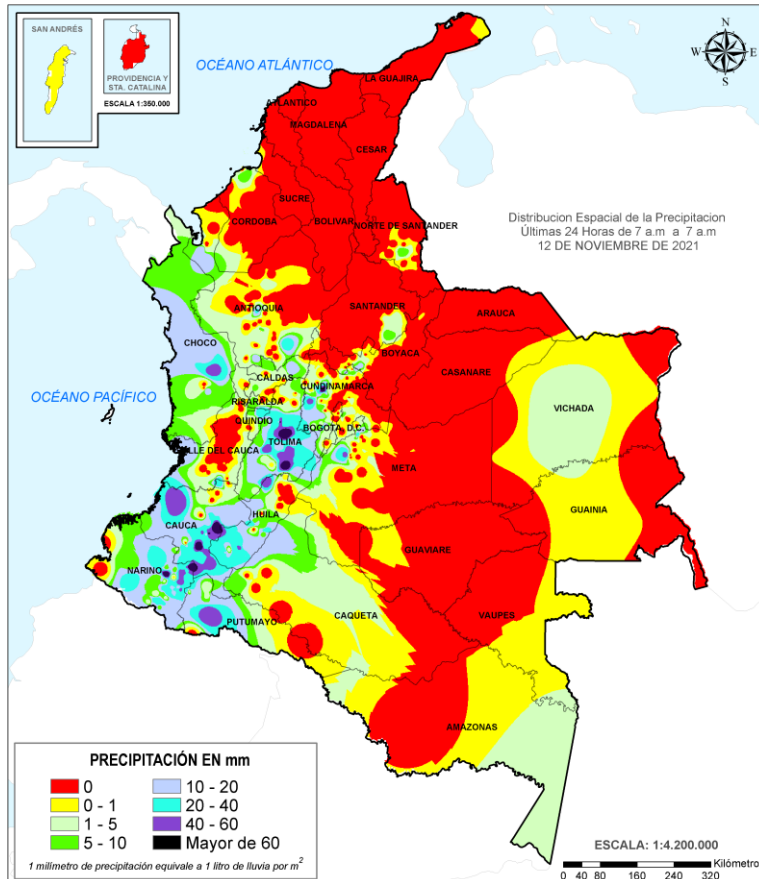 SAN ANDRÉS
PROVIDENCIA Y
STA. CATALINA
ESCALA 1:350.000
OCÉANO ATLÁNTICO
N
W E
S
LA GUAJIRA
ATLANTICO
MAGDALENA
CESAR
SUCRE
CORDOBA
BOLIVAR
NORTE DE SANTANDER
Distribucion Espacial de la Precipitacion
Últimas 24 Horas de 7 a.m a 7 a.m
12 DE NOVIEMBRE DE 2021
ANTIOQUIA
SANTANDER
ARAUCA
CHOCO
BOYACA
CASANARE
CALDAS
CUNDINAMARCA
OCÉANO PACÍFICO
RISARALDA
VICHADA
QUINDIO
BOGOTA, D.C.
TOLIMA
VALLE DEL CAUCA
META
GUAINIA
HUILA
CAUCA
GUAVIARE
NARIÑO
CAQUETA
VAUPES
PUTUMAYO
AMAZONAS
PRECIPITACIÓN EN mm
0
10 - 20
0 - 1
20 - 40
1 - 5
40 - 60
5 - 10
Mayor de 60
1 milímetro de precipitación equivale a 1 litro de lluvia por m²
ESCALA: 1:4.200.000
Kilómetro
0 40 80 160 240 320